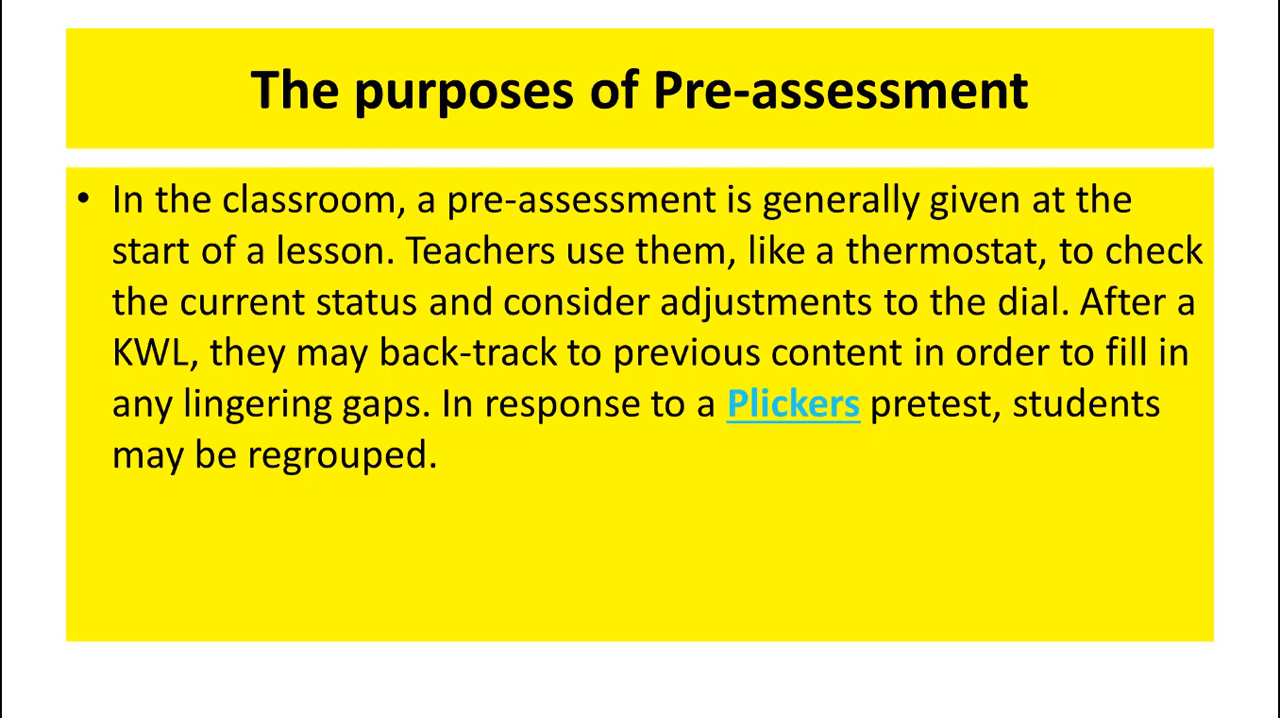 The purposes of Pre-assessment
• In the classroom, a pre-assessment is generally given at the
start of a lesson. Teachers use them, like a thermostat, to check
the current status and consider adjustments to the dial. After a
KWL, they may back-track to previous content in order to fill in
any lingering gaps. In response to a Plickers pretest, students
may be regrouped.